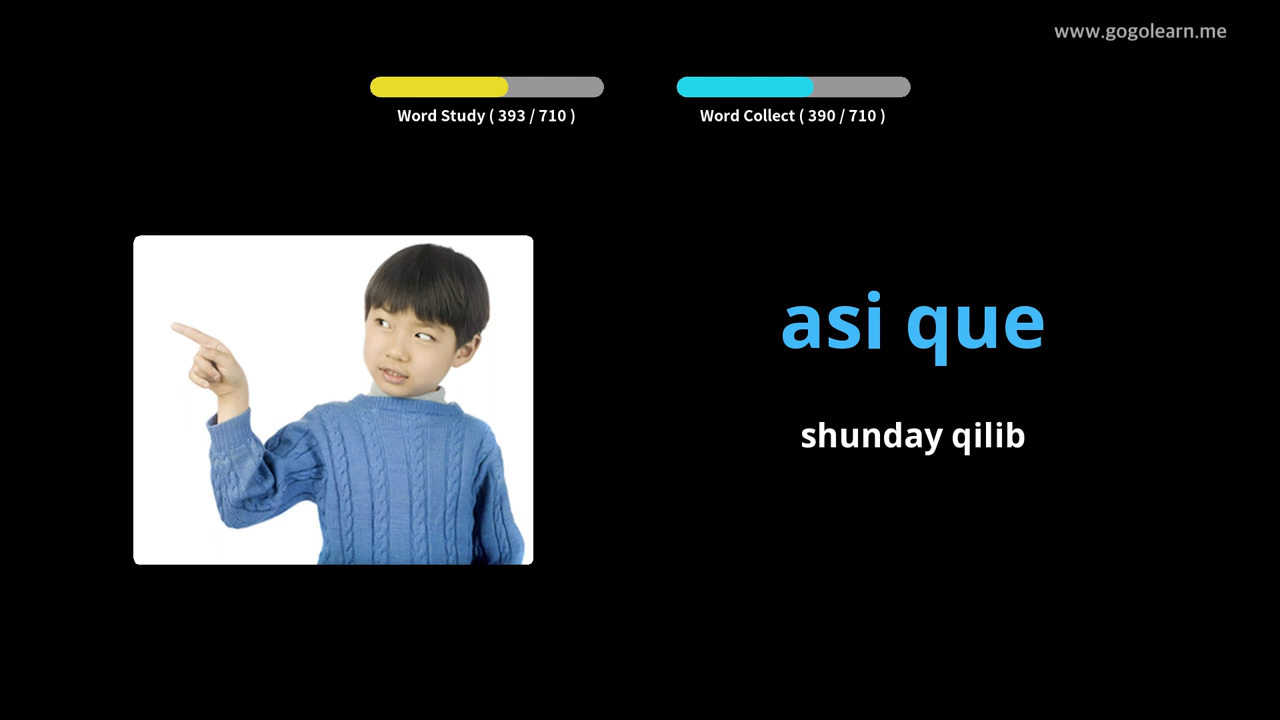 www.gogolearn.me
Word Study ( 393 / 710 )
Word Collect ( 390 / 710 )
asi que
shunday qilib